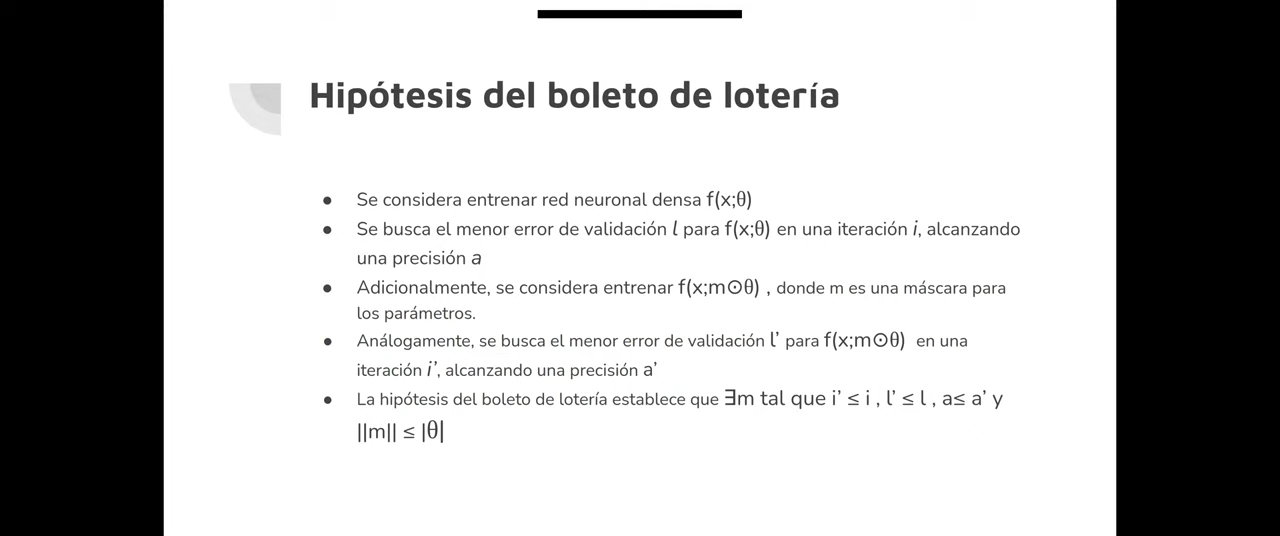 Hipótesis del boleto de lotería
● Se considera entrenar red neuronal densa f(x;θ)
● Se busca el menor error de validación l para f(x;θ) en una iteración i, alcanzando
una precisión a
● Adicionalmente, se considera entrenar f(x;m⊙θ) , donde m es una máscara para
los parámetros.
● Análogamente, se busca el menor error de validación l’ para f(x;m⊙θ) en una
iteración i’, alcanzando una precisión a’
● La hipótesis del boleto de lotería establece que ∃m tal que i’ ≤ i , l’ ≤ l , a≤ a’ y
||m|| ≤ |θ|